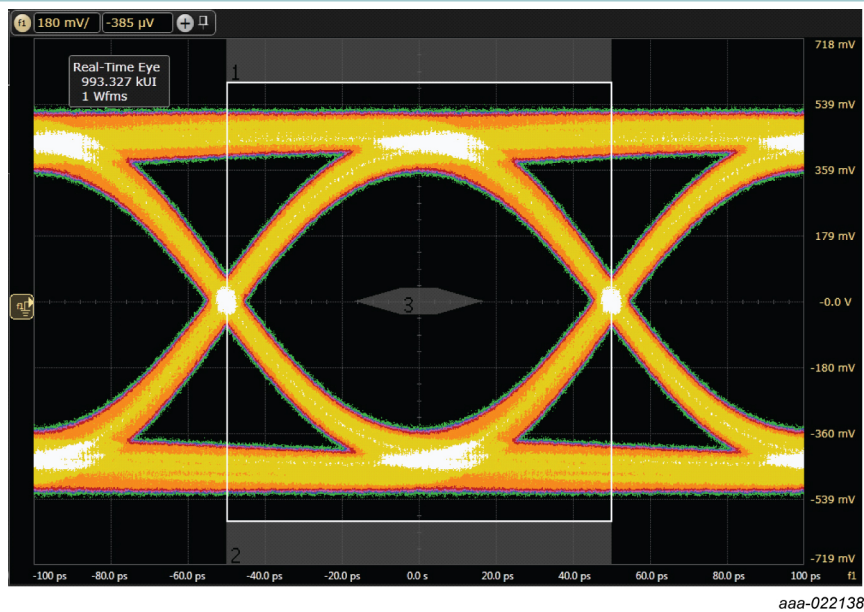 f1 180 mV/ -385 µV
718 mV
Real-Time Eye
993.327 kUI
1 Wfms
1
539 mV
359 mV
179 mV
3
-0.0 V
-180 mV
-360 mV
-539 mV
2
-719 mV
-100 ps -80.0 ps -60.0 ps -40.0 ps -20.0 ps 0.0 s 20.0 ps 40.0 ps 60.0 ps 80.0 ps 100 ps f1
aaa-022138